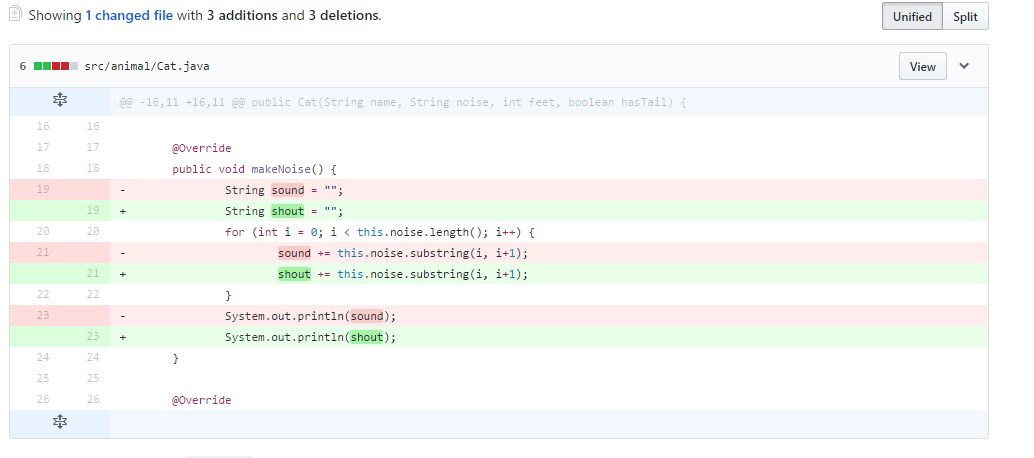 Showing 1 changed file with 3 additions and 3 deletions.
Unified Split
6 src/animal/Cat.java View
@@ -16,11 +16,11 @@ public Cat(String name, String noise, int feet, boolean hasTail) {
16 16
17 17 @Override
18 18 public void makeNoise() {
19 - String sound = "";
19 + String shout = "";
20 20 for (int i = 0; i < this.noise.length(); i++) {
21 - sound += this.noise.substring(i, i+1);
21 + shout += this.noise.substring(i, i+1);
22 22 }
23 - System.out.println(sound);
23 + System.out.println(shout);
24 24 }
25 25
26 26 @Override